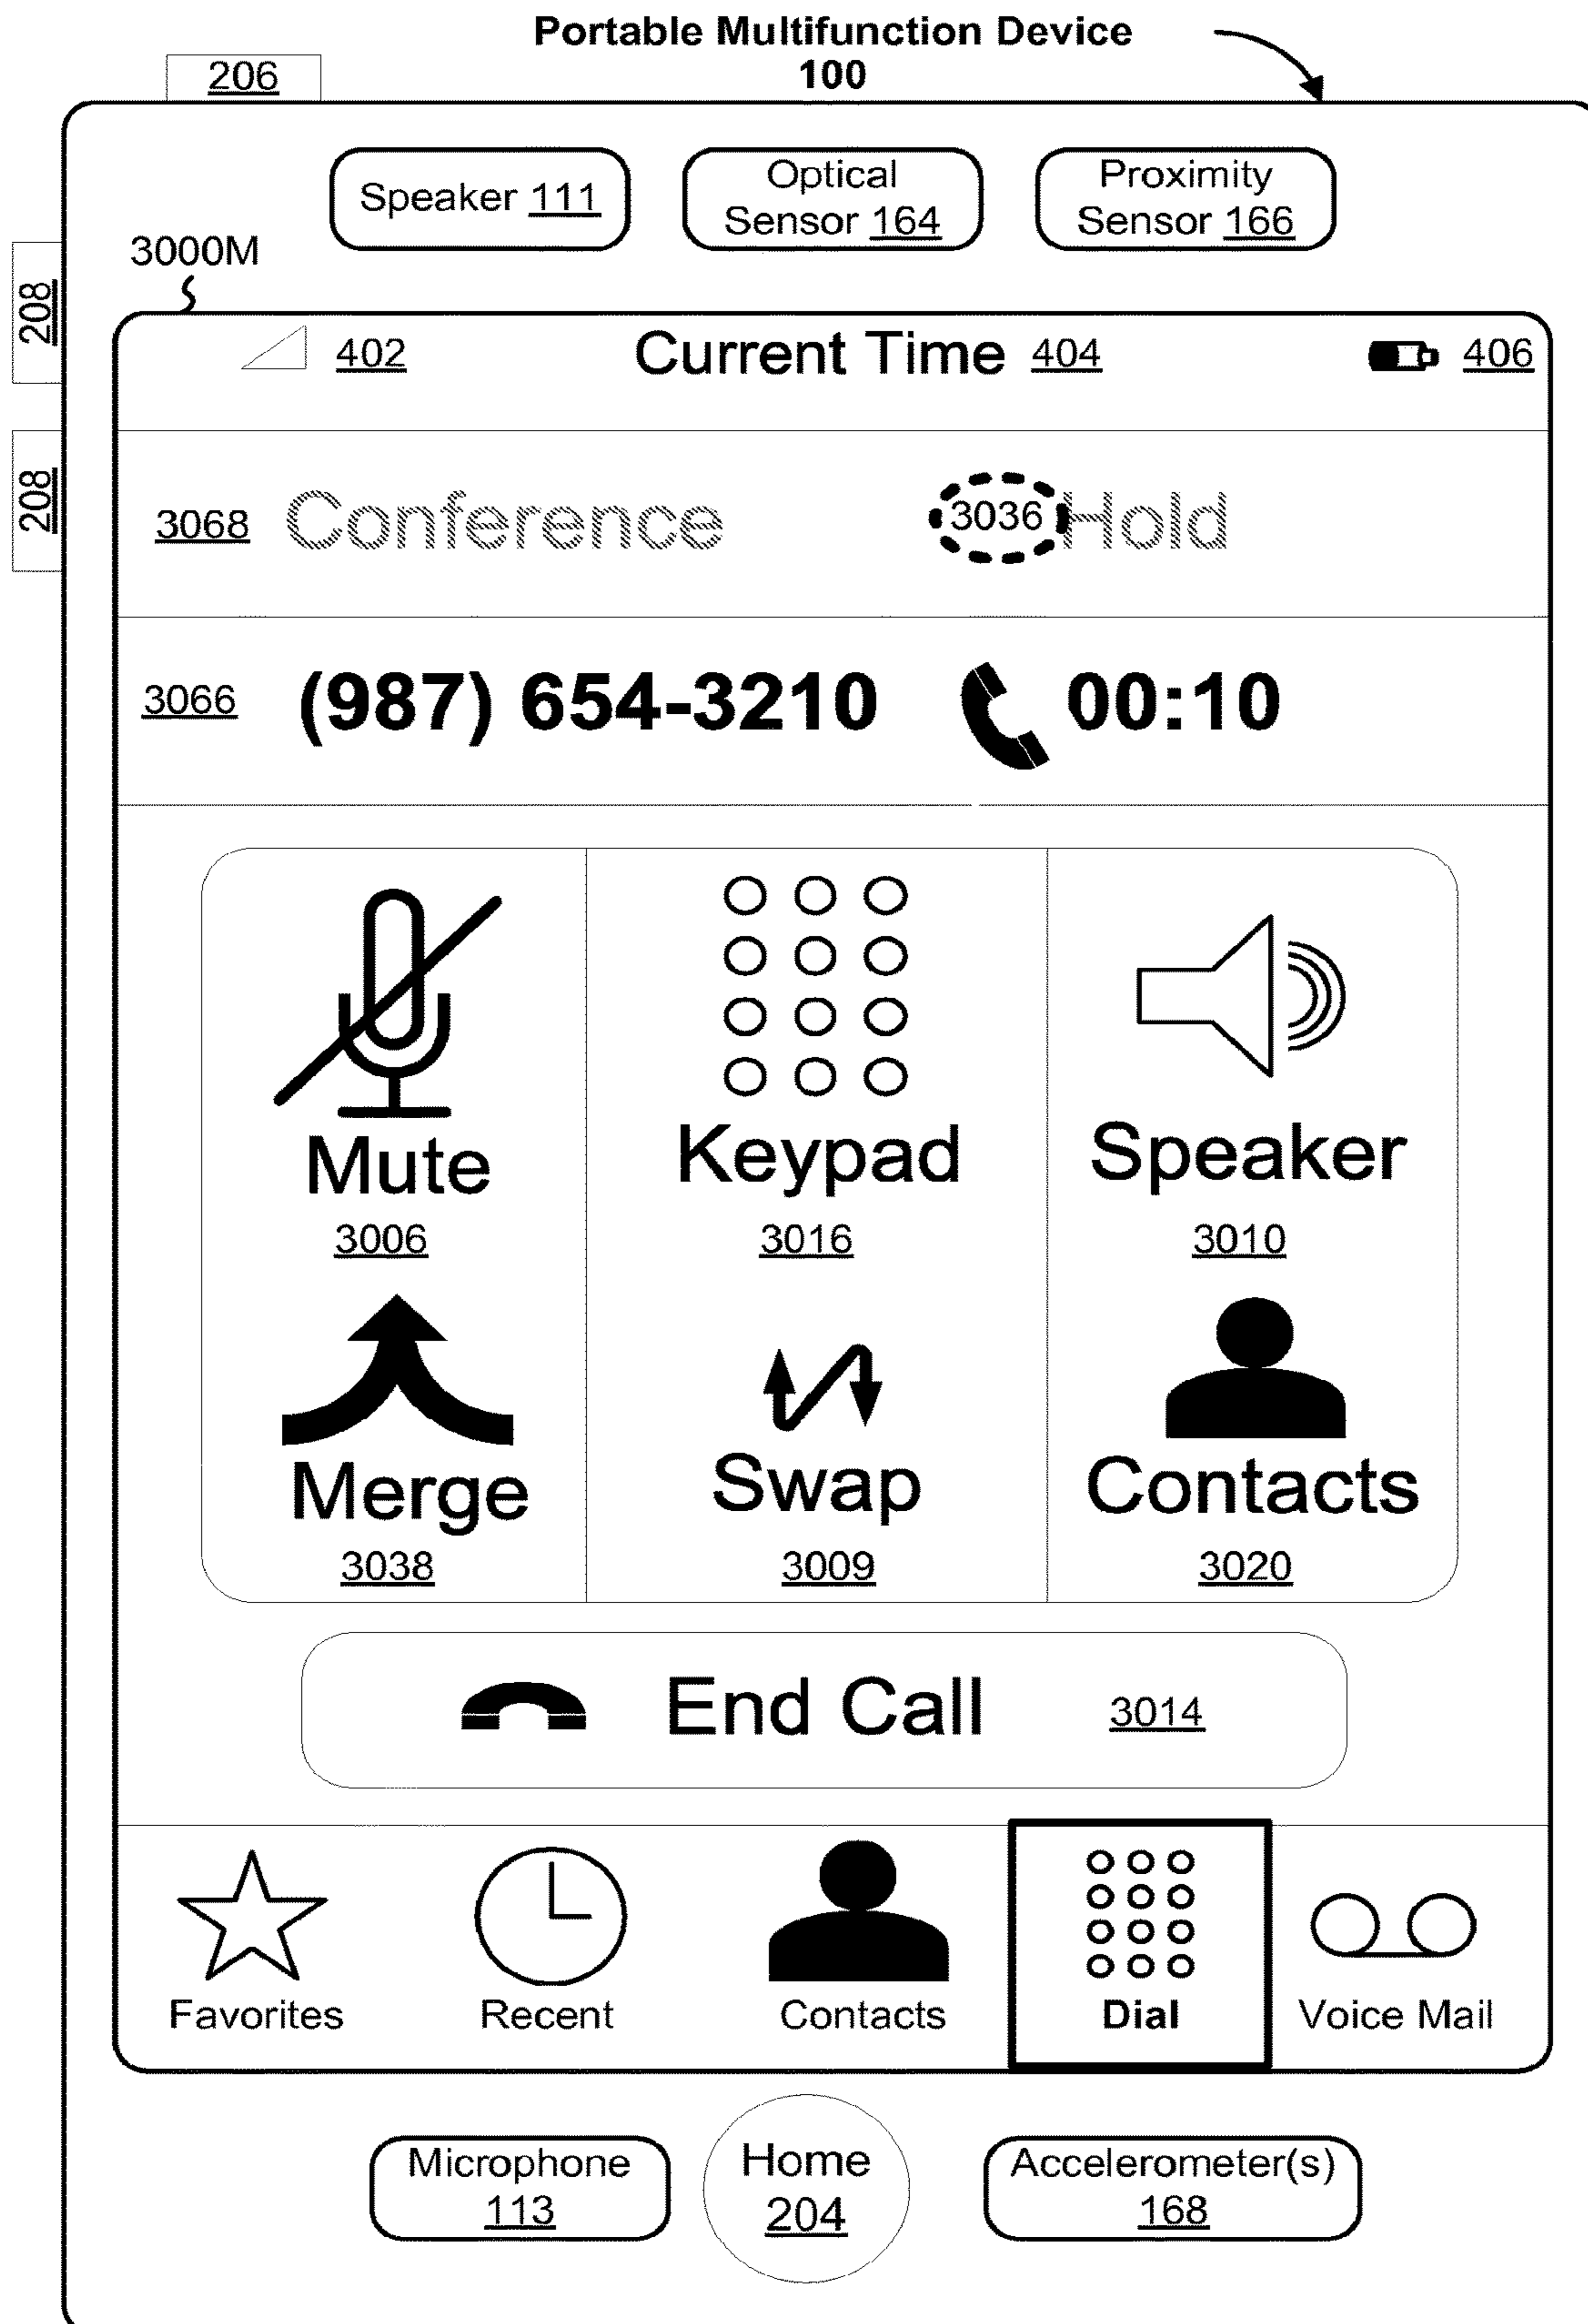 Portable Multifunction Device
100
206
Speaker 111
Optical
Sensor 164
Proximity
Sensor 166
3000M
208
402 Current Time 404 406
208
3068 Conference 3036 Hold
3066 (987) 654-3210 00:10
Mute Keypad Speaker
3006 3016 3010
Merge Swap Contacts
3038 3009 3020
End Call 3014
Favorites Recent Contacts Dial Voice Mail
Microphone
113
Home
204
Accelerometer(s)
168